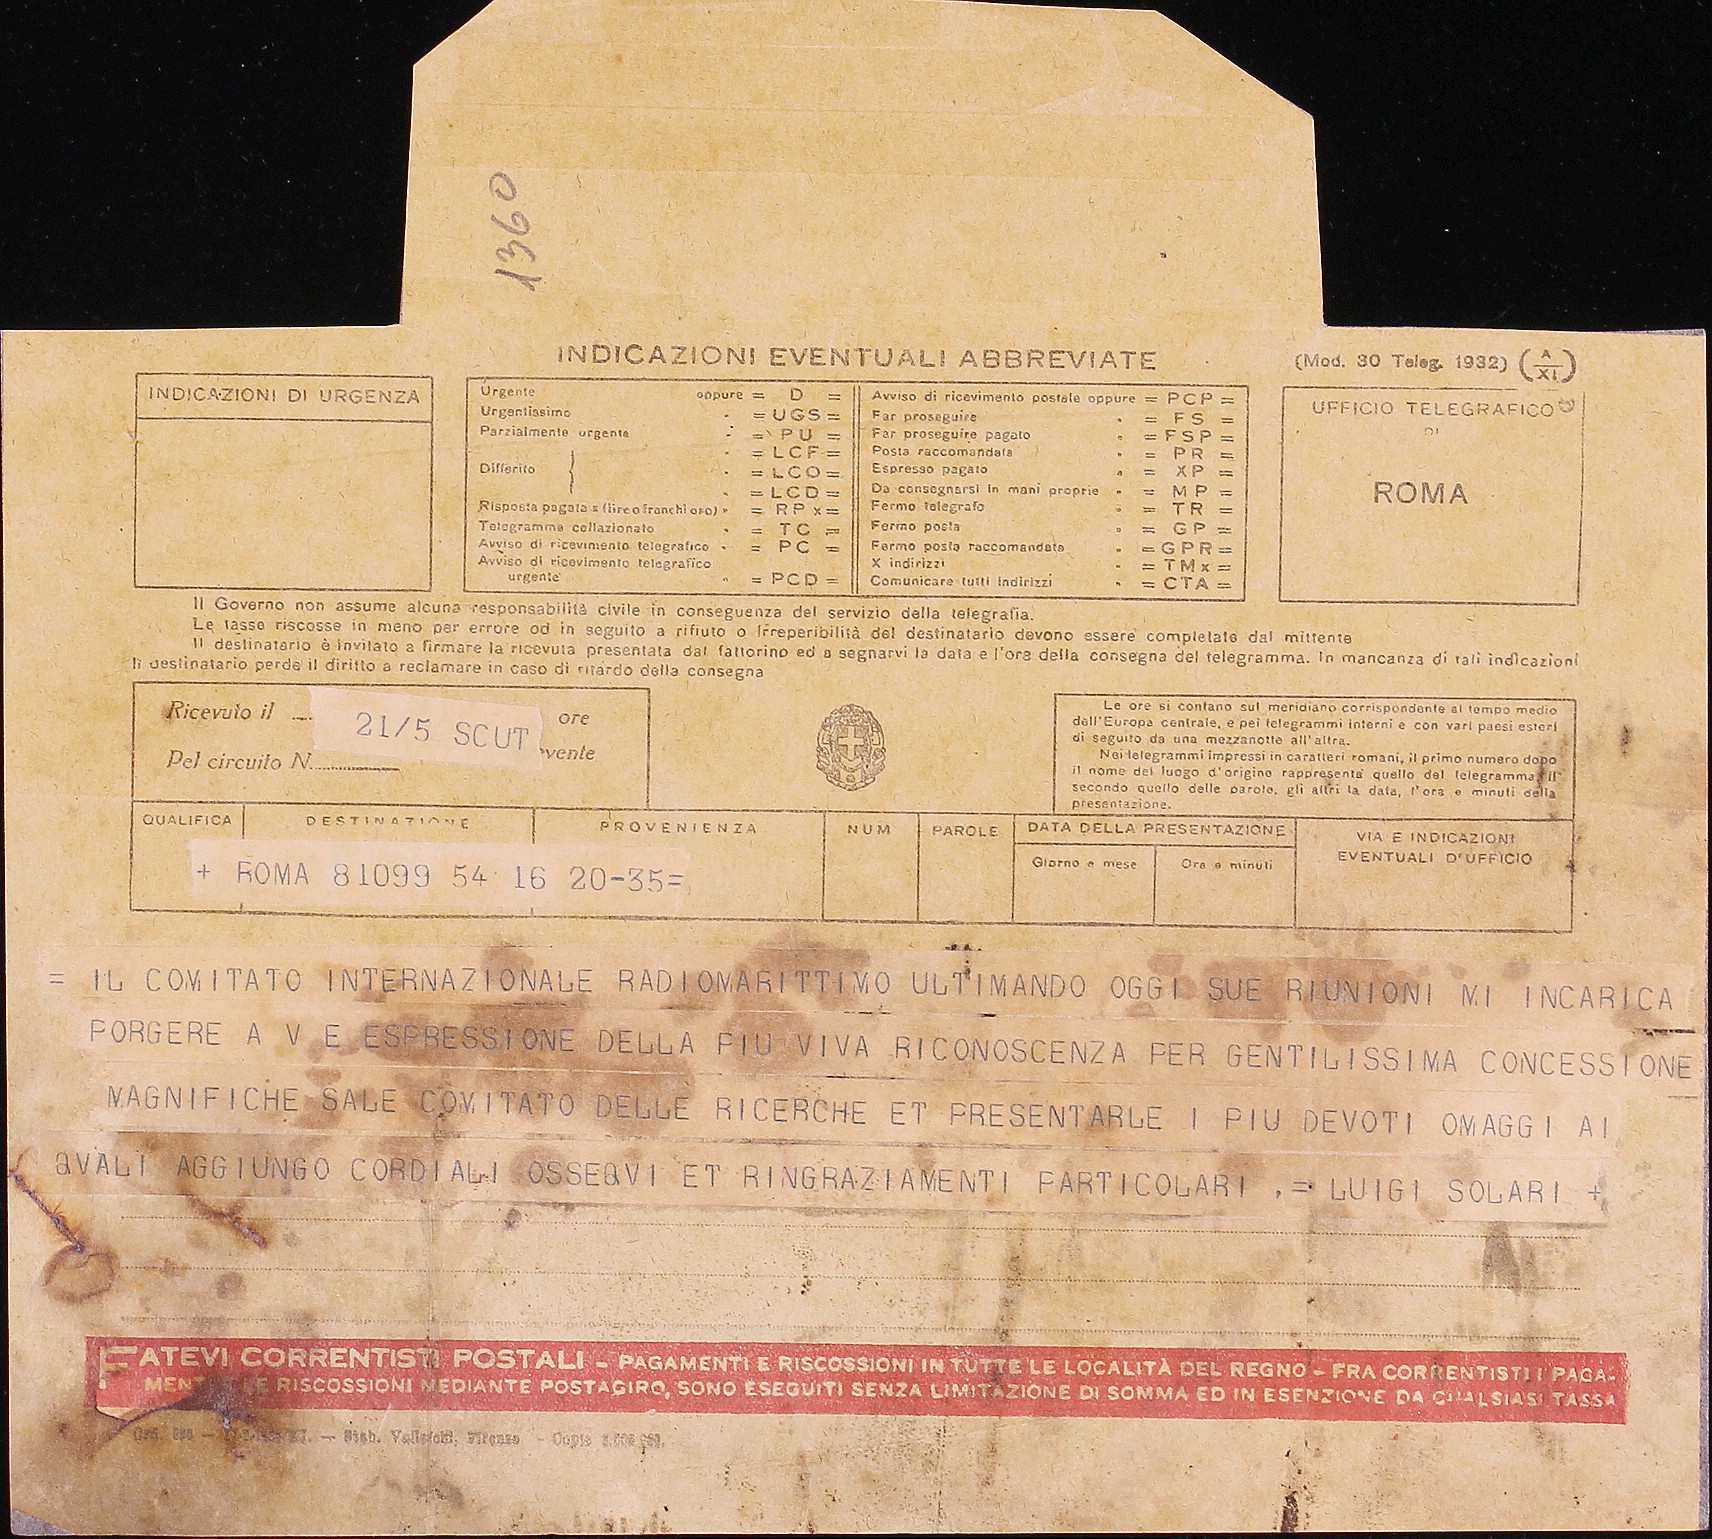 1360
INDICAZIONI EVENTUALI ABBREVIATE
(Mod. 30 Teleg. 1932) (A/XI)
INDICAZIONI DI URGENZA
Urgente oppure = D =
Urgentissimo " = UGS =
Parzialmente urgente " = PU =
= LCF =
Differito " = LCO =
= LCD =
Risposta pagata x (lire o franchi oro) " = RP x =
Telegramma collazionato " = TC =
Avviso di ricevimento telegrafico " = PC =
Avviso di ricevimento telegrafico
urgente " = PCD =
Avviso di ricevimento postale oppure = PCP =
Far proseguire " = FS =
Far proseguire pagato " = FSP =
Posta raccomandata " = PR =
Espresso pagato " = XP =
Da consegnarsi in mani proprie " = MP =
Fermo telegrafo " = TR =
Fermo posta " = GP =
Fermo posta raccomandata " = GPR =
X indirizzi " = TMx =
Comunicare tutti indirizzi " = CTA =
UFFICIO TELEGRAFICO
DI
ROMA
Il Governo non assume alcuna responsabilità civile in conseguenza del servizio della telegrafia.
Le tasse riscosse in meno per errore od in seguito a rifiuto o irreperibilità del destinatario devono essere completate dal mittente
Il destinatario è invitato a firmare la ricevuta presentata dal fattorino ed a segnarvi la data e l'ora della consegna del telegramma. In mancanza di tali indicazioni
il destinatario perde il diritto a reclamare in caso di ritardo della consegna
Ricevuto il ore
21/5 SCUT
Pel circuito N. vente
Le ore si contano sul meridiano corrispondente al tempo medio
dell'Europa centrale, e pei telegrammi interni e con vari paesi esteri
di seguito da una mezzanotte all'altra.
Nei telegrammi impressi in caratteri romani, il primo numero dopo
il nome del luogo d'origine rappresenta quello del telegramma, il
secondo quello delle parole, gli altri la data, l'ora e minuti della
presentazione.
QUALIFICA DESTINAZIONE PROVENIENZA NUM PAROLE DATA DELLA PRESENTAZIONE VIA E INDICAZIONI
Giorno e mese Ora e minuti EVENTUALI D'UFFICIO
+ ROMA 81099 54 16 20-35=
= IL COMITATO INTERNAZIONALE RADIOMARITTIMO ULTIMANDO OGGI SUE RIUNIONI MI INCARICA
PORGERE A V E ESPRESSIONE DELLA PIU VIVA RICONOSCENZA PER GENTILISSIMA CONCESSIONE
MAGNIFICHE SALE COMITATO DELLE RICERCHE ET PRESENTARLE I PIU DEVOTI OMAGGI AI
QVALI AGGIUNGO CORDIALI OSSEQVI ET RINGRAZIAMENTI PARTICOLARI .= LUIGI SOLARI +
FATEVI CORRENTISTI POSTALI – PAGAMENTI E RISCOSSIONI IN TUTTE LE LOCALITÀ DEL REGNO – FRA CORRENTISTI I PAGA-
MENTI E LE RISCOSSIONI MEDIANTE POSTAGIRO, SONO ESEGUITI SENZA LIMITAZIONE DI SOMMA ED IN ESENZIONE DA QUALSIASI TASSA
Stab. Vallecchi, Firenze - Copie